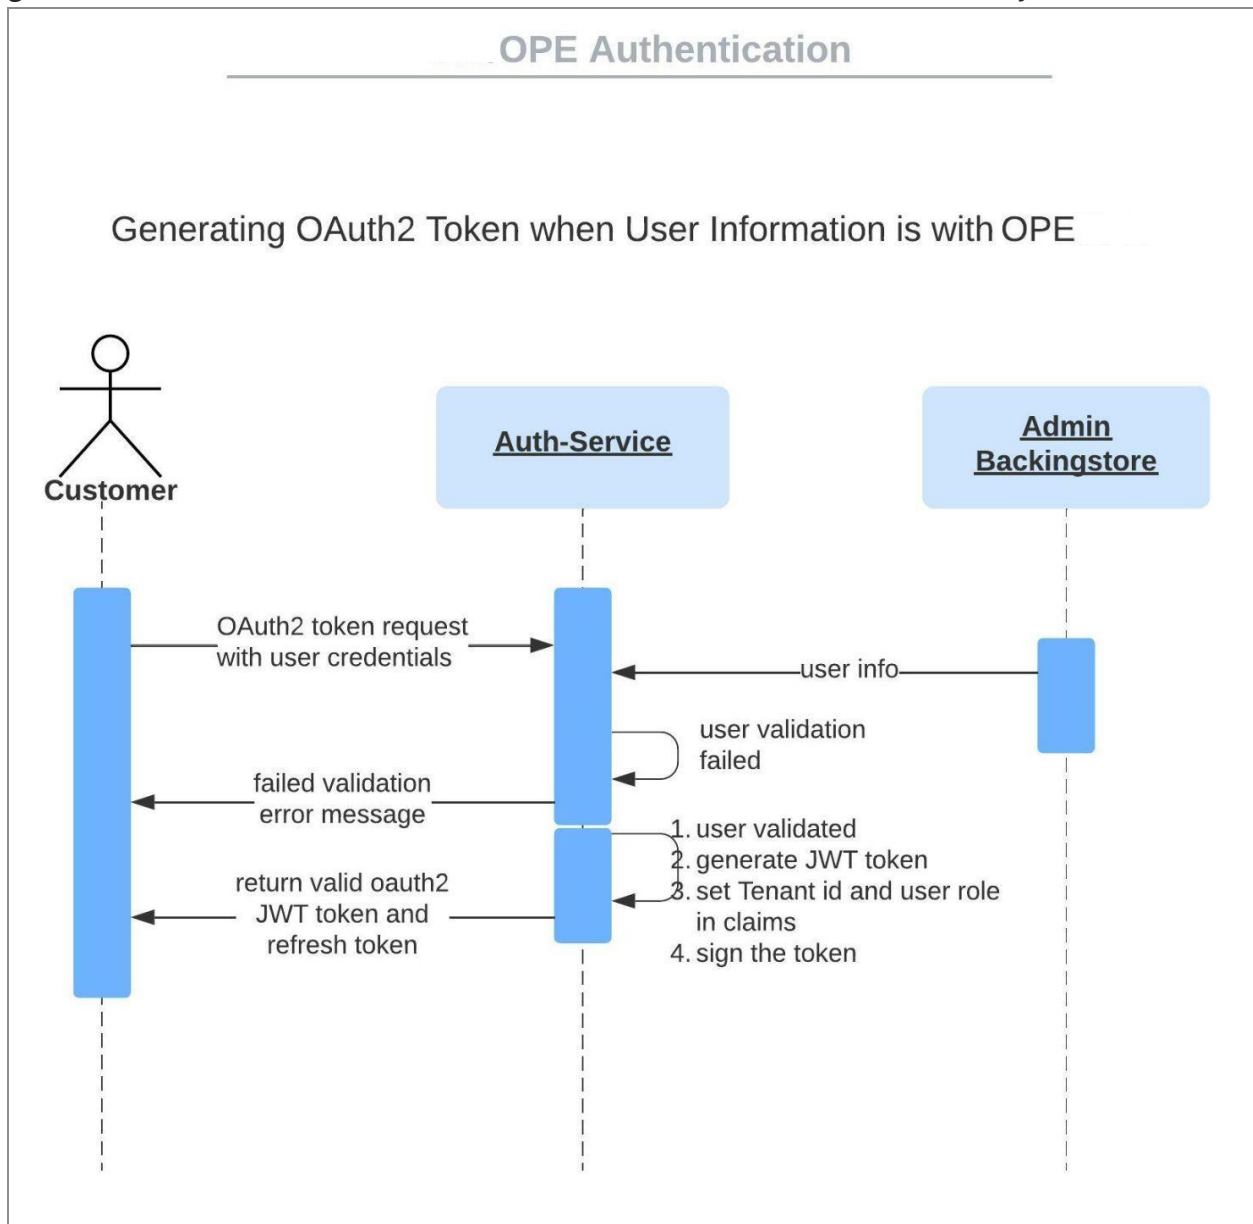 OPE Authentication
Generating OAuth2 Token when User Information is with OPE
Customer
Auth-Service
Admin
Backingstore
OAuth2 token request
with user credentials
user info
user validation
failed
failed validation
error message
1. user validated
2. generate JWT token
3. set Tenant id and user role
in claims
4. sign the token
return valid oauth2
JWT token and
refresh token